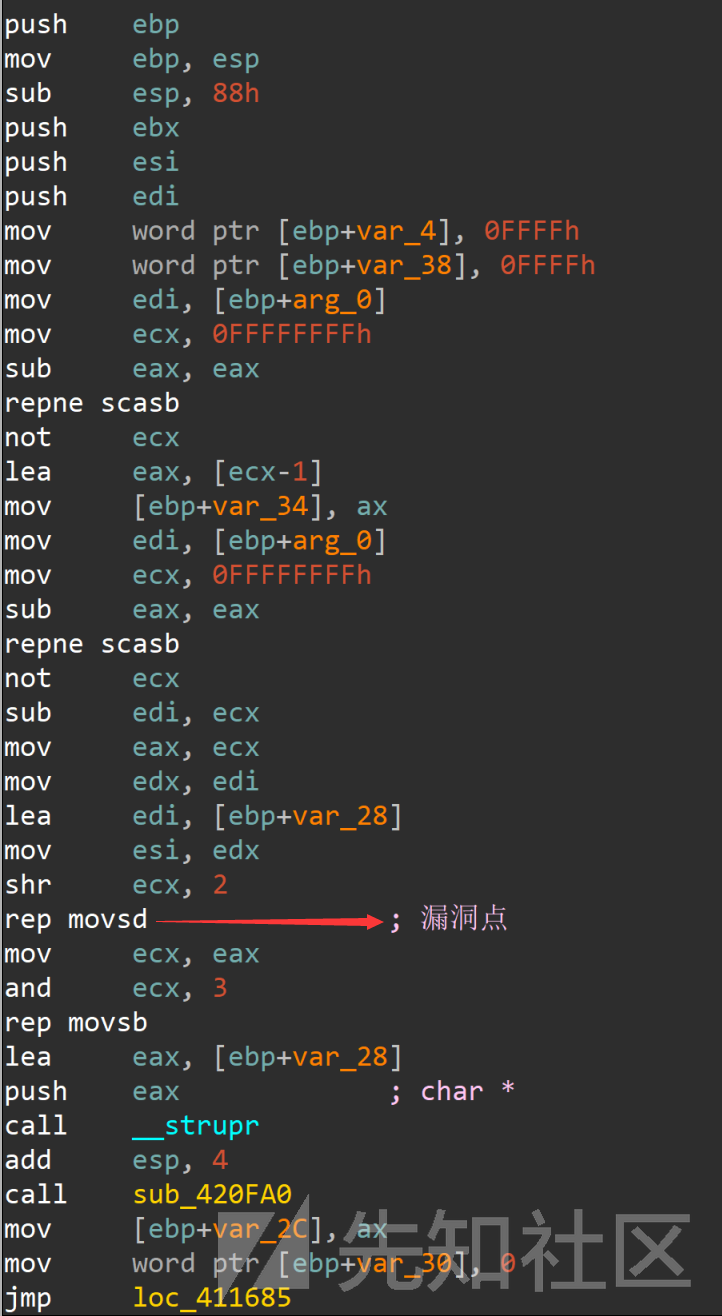 push ebp
mov ebp, esp
sub esp, 88h
push ebx
push esi
push edi
mov word ptr [ebp+var_4], 0FFFFh
mov word ptr [ebp+var_38], 0FFFFh
mov edi, [ebp+arg_0]
mov ecx, 0FFFFFFFFh
sub eax, eax
repne scasb
not ecx
lea eax, [ecx-1]
mov [ebp+var_34], ax
mov edi, [ebp+arg_0]
mov ecx, 0FFFFFFFFh
sub eax, eax
repne scasb
not ecx
sub edi, ecx
mov eax, ecx
mov edx, edi
lea edi, [ebp+var_28]
mov esi, edx
shr ecx, 2
rep movsd ; 漏洞点
mov ecx, eax
and ecx, 3
rep movsb
lea eax, [ebp+var_28]
push eax ; char *
call __strupr
add esp, 4
call sub_420FA0
mov [ebp+var_2C], ax
mov word ptr [ebp+var_30], 0
jmp loc_411685
先知社区